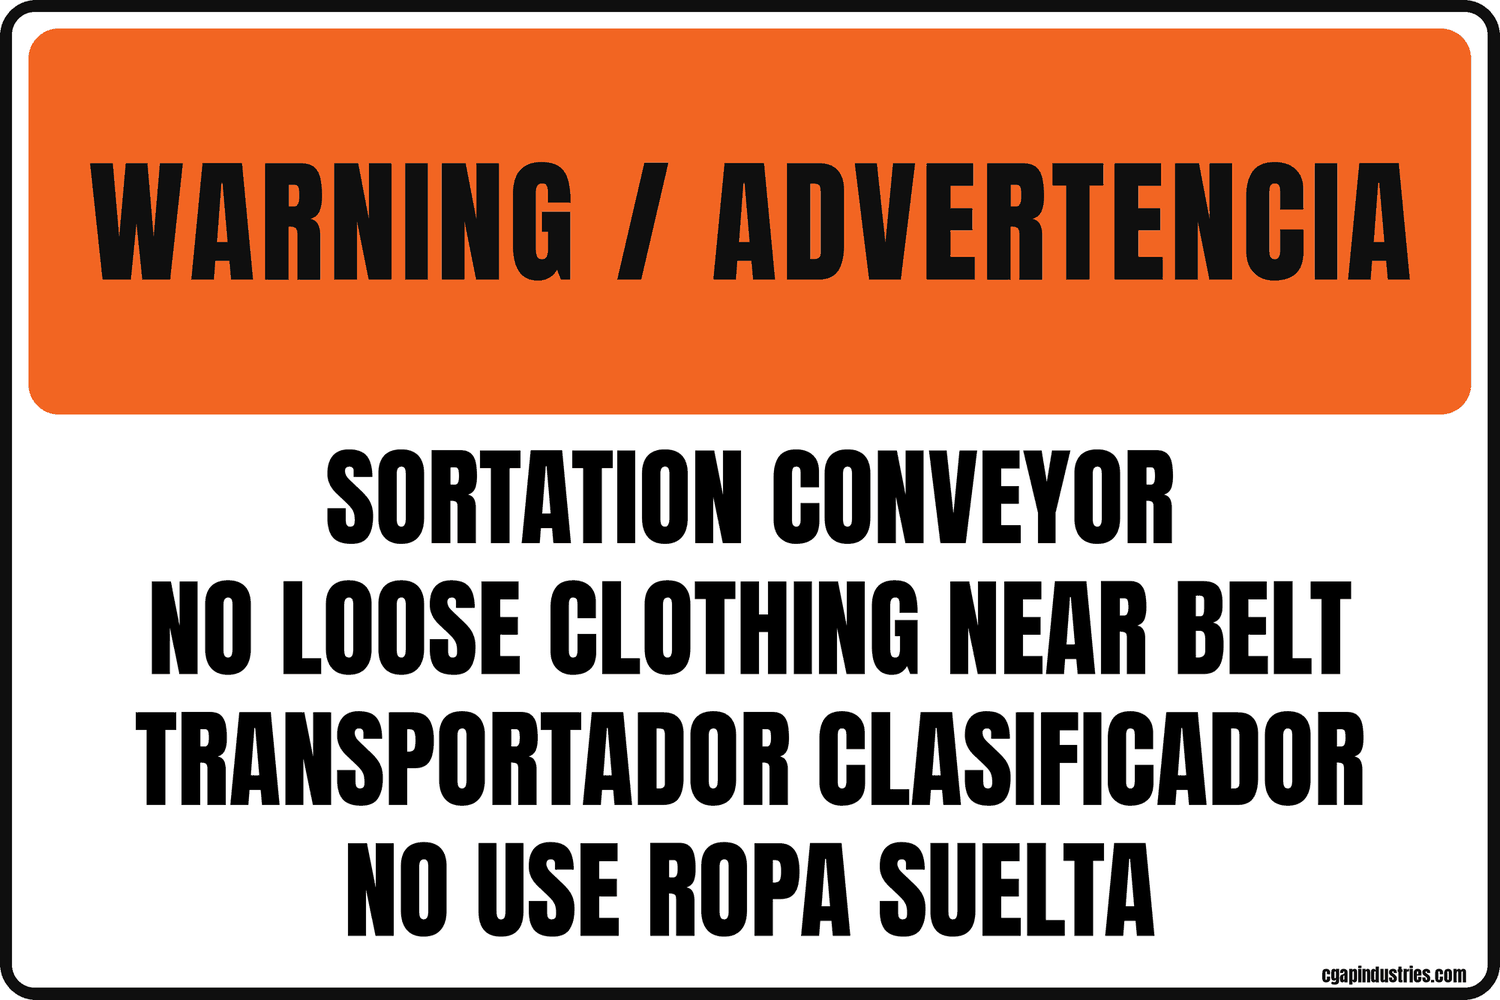 WARNING / ADVERTENCIA
SORTATION CONVEYOR
NO LOOSE CLOTHING NEAR BELT
TRANSPORTADOR CLASIFICADOR
NO USE ROPA SUELTA
cgapindustries.com